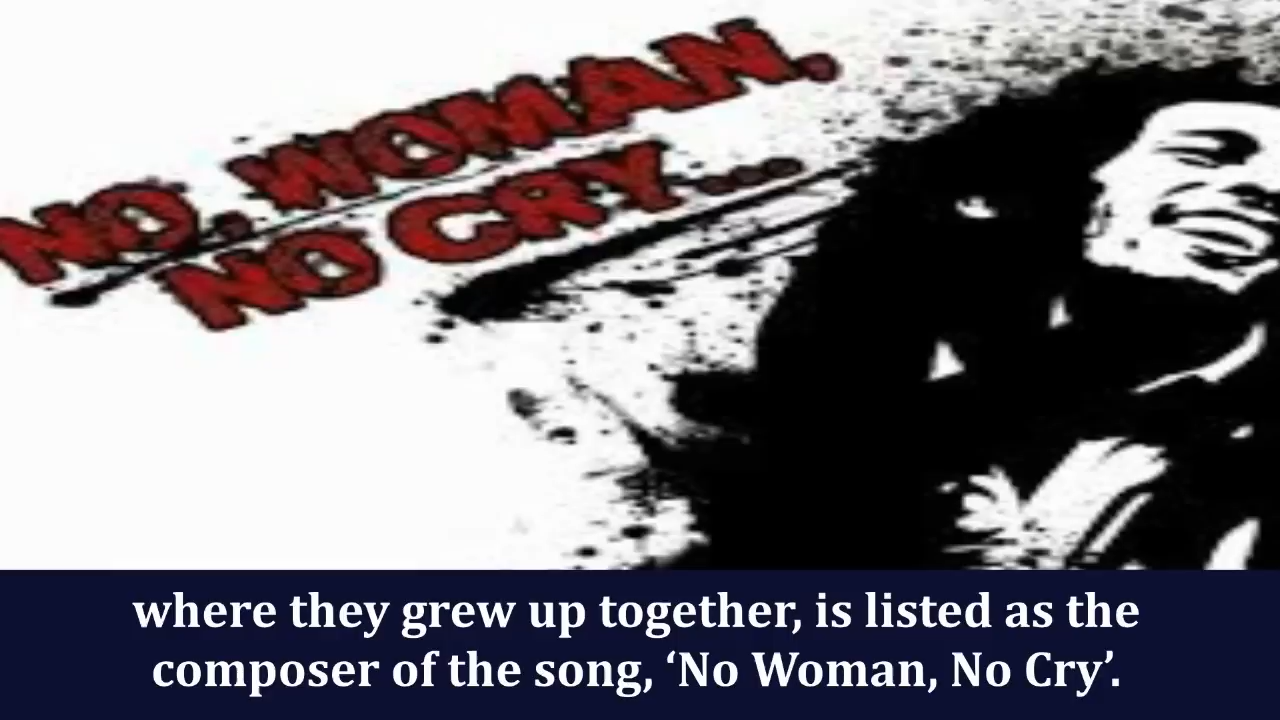 NO, WOMAN,
NO CRY...
where they grew up together, is listed as the
composer of the song, ‘No Woman, No Cry’.